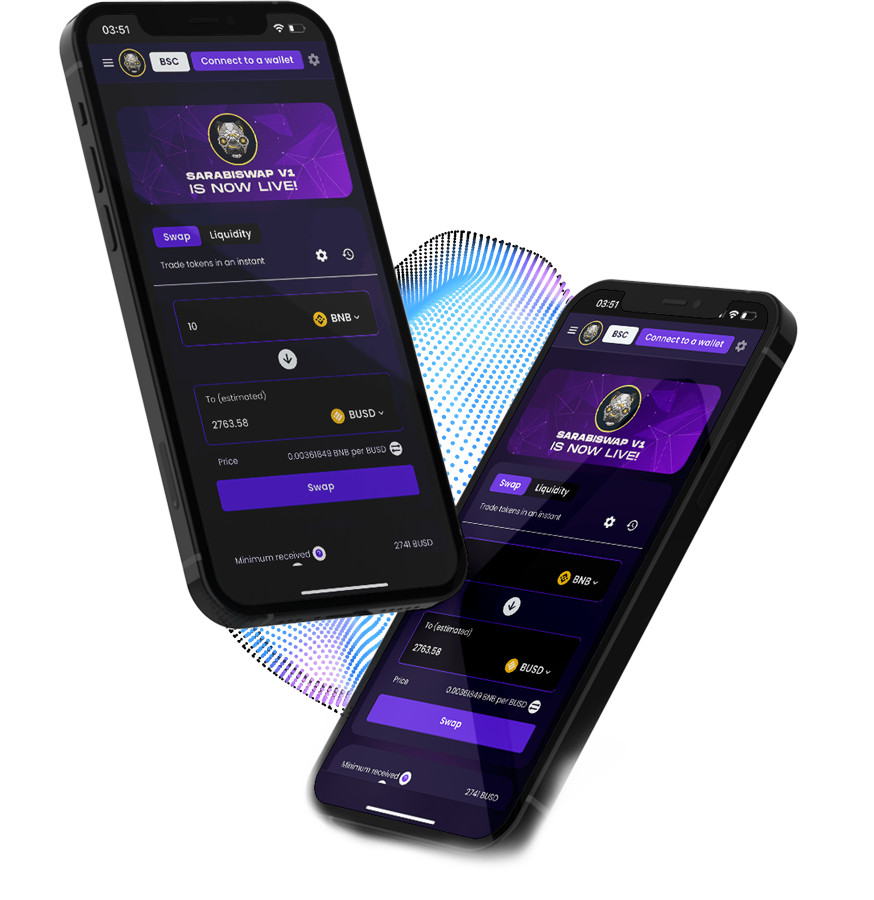 03:51
BSC
Connect to a wallet
SARABISWAP V1
IS NOW LIVE!
Swap
Liquidity
Trade tokens in an instant
10
BNB
To (estimated)
2763.58
BUSD
Price
0.00361849 BNB per BUSD
Swap
Minimum received
2741 BUSD
03:51
BSC
Connect to a wallet
SARABISWAP V1
IS NOW LIVE!
Swap
Liquidity
Trade tokens in an instant
BNB
To (estimated)
2763.58
BUSD
Price
0.00361849 BNB per BUSD
Swap
Minimum received
2741 BUSD